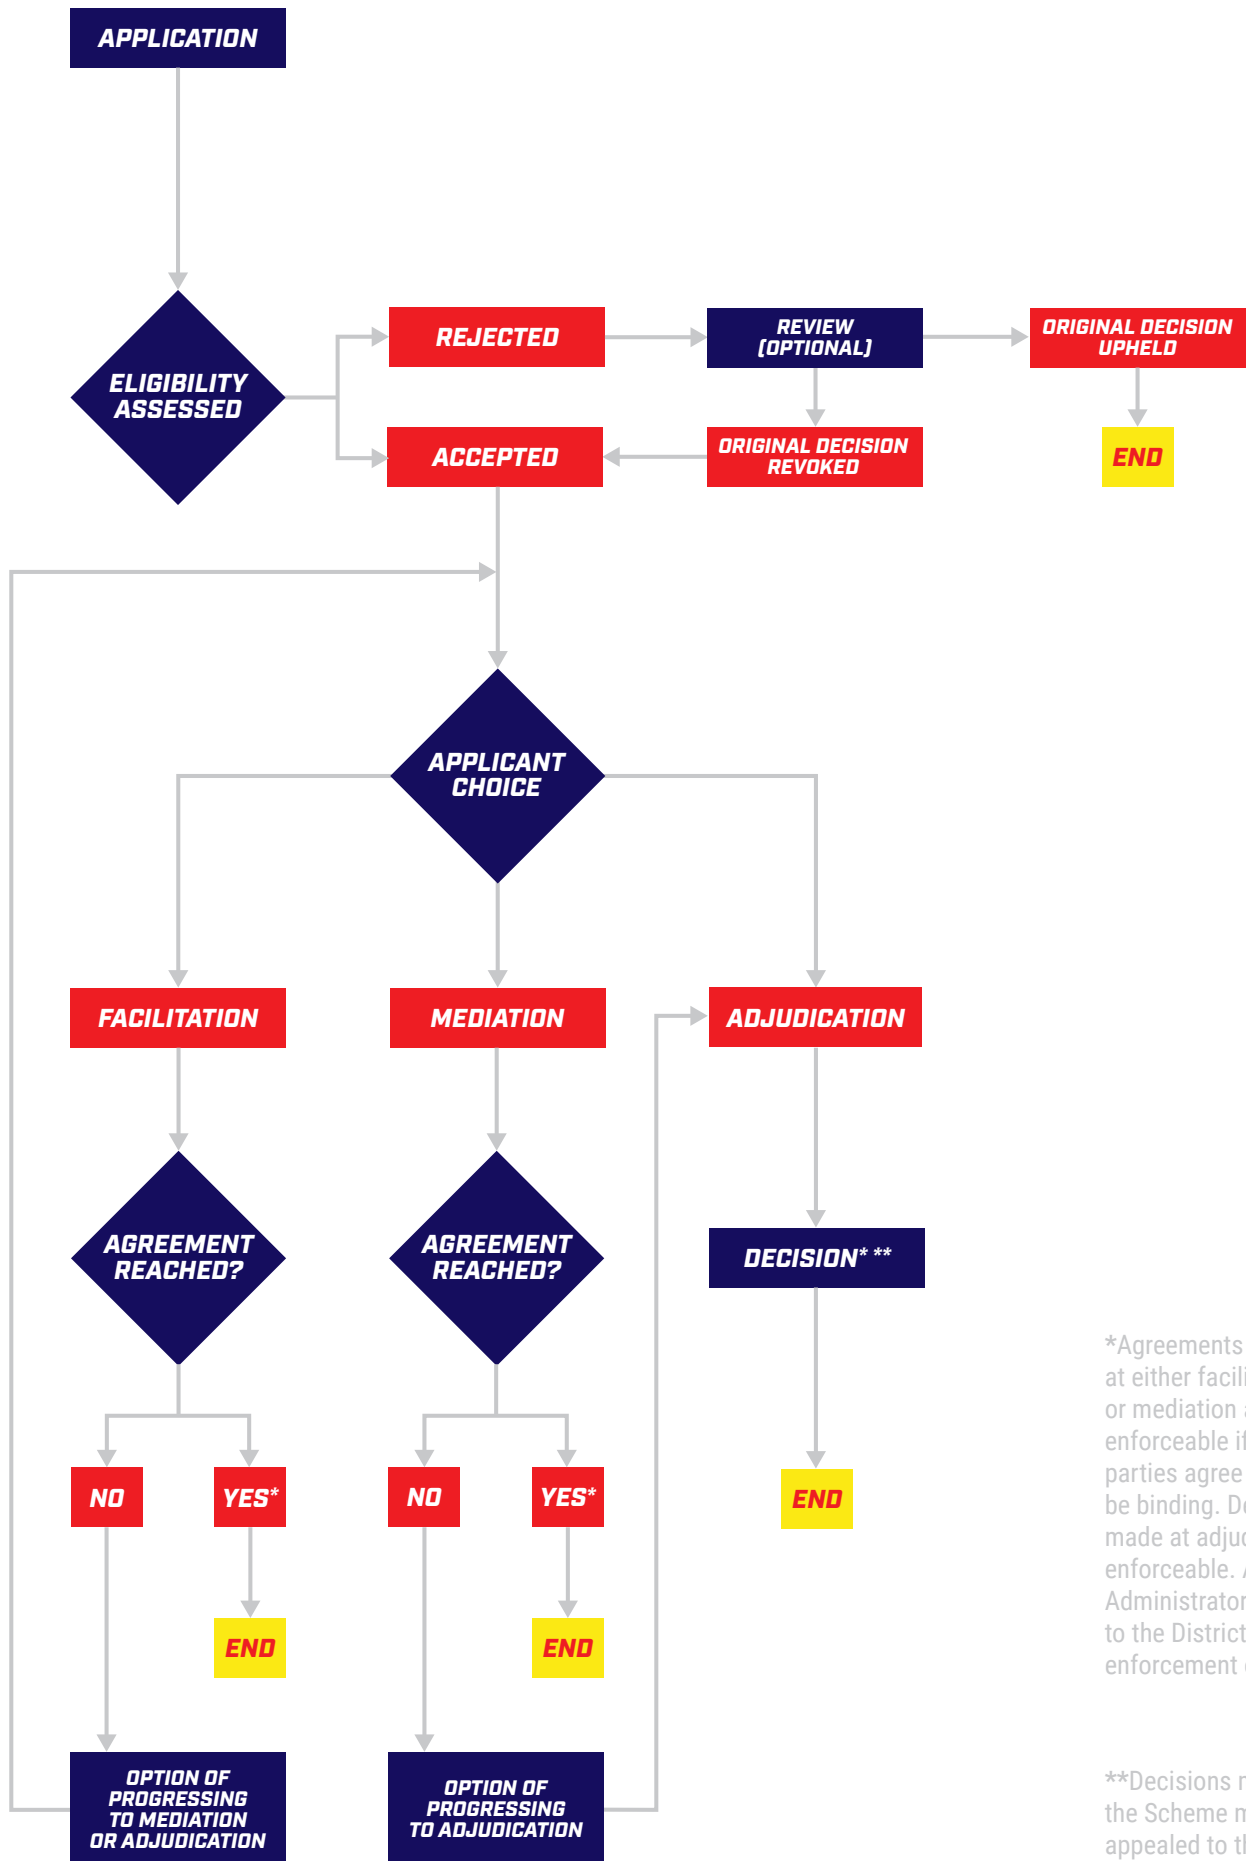 APPLICATION
ELIGIBILITY
ASSESSED
REJECTED
REVIEW
(OPTIONAL)
ORIGINAL DECISION
UPHELD
ACCEPTED
ORIGINAL DECISION
REVOKED
END
APPLICANT
CHOICE
FACILITATION
MEDIATION
ADJUDICATION
AGREEMENT
REACHED?
AGREEMENT
REACHED?
DECISION* **
NO
YES*
NO
YES*
END
END
END
OPTION OF
PROGRESSING
TO MEDIATION
OR ADJUDICATION
OPTION OF
PROGRESSING
TO ADJUDICATION
*Agreements
at either
or mediation
enforceable
parties agree
be binding.
made at
enforceable.
Administrator
to the District
enforcement
**Decisions
the Scheme
appealed to